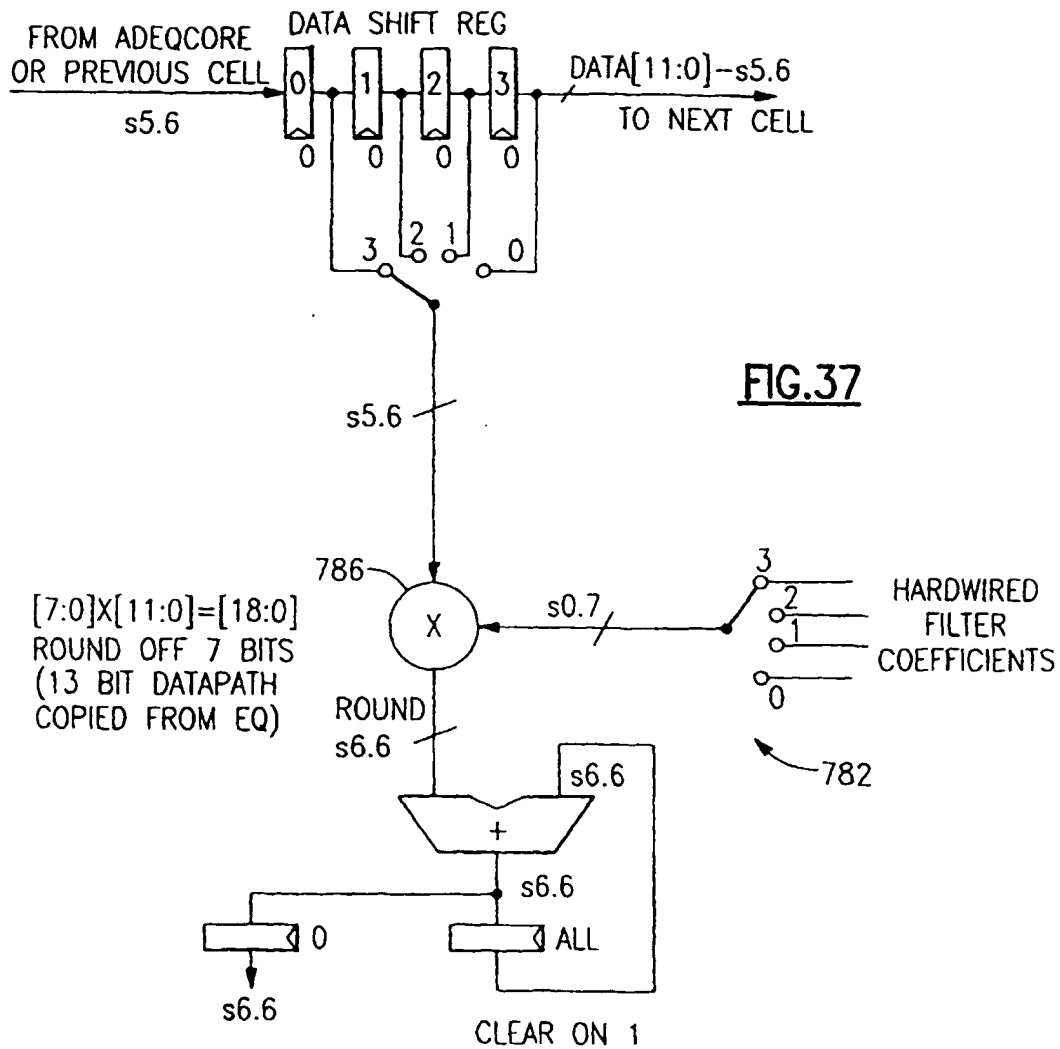 DATA SHIFT REG
FROM ADEQCORE
OR PREVIOUS CELL
s5.6
0
1
2
3
DATA[11:0]-s5.6
TO NEXT CELL
0
0
0
0
3
2
1
0
s5.6
FIG.37
786
X
s0.7
3
2
1
0
HARDWIRED
FILTER
COEFFICIENTS
782
[7:0]X[11:0]=[18:0]
ROUND OFF 7 BITS
(13 BIT DATAPATH
COPIED FROM EQ)
ROUND
s6.6
s6.6
+
s6.6
0
ALL
s6.6
CLEAR ON 1